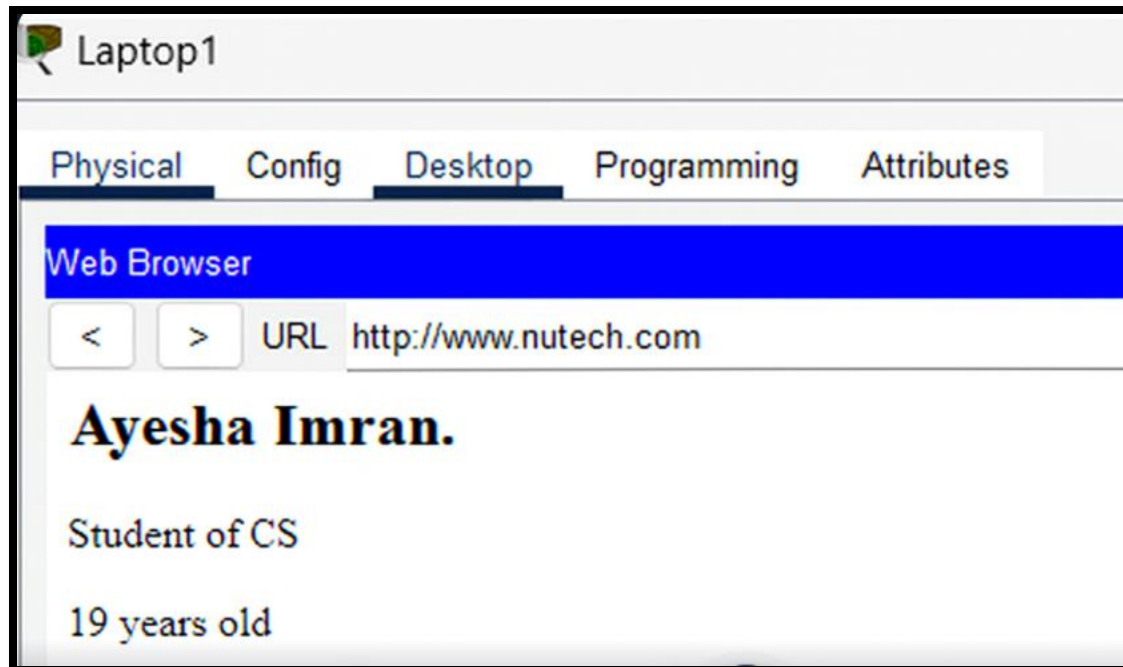 Laptop1
Physical Config Desktop Programming Attributes
Web Browser
< > URL http://www.nutech.com
Ayesha Imran.
Student of CS
19 years old